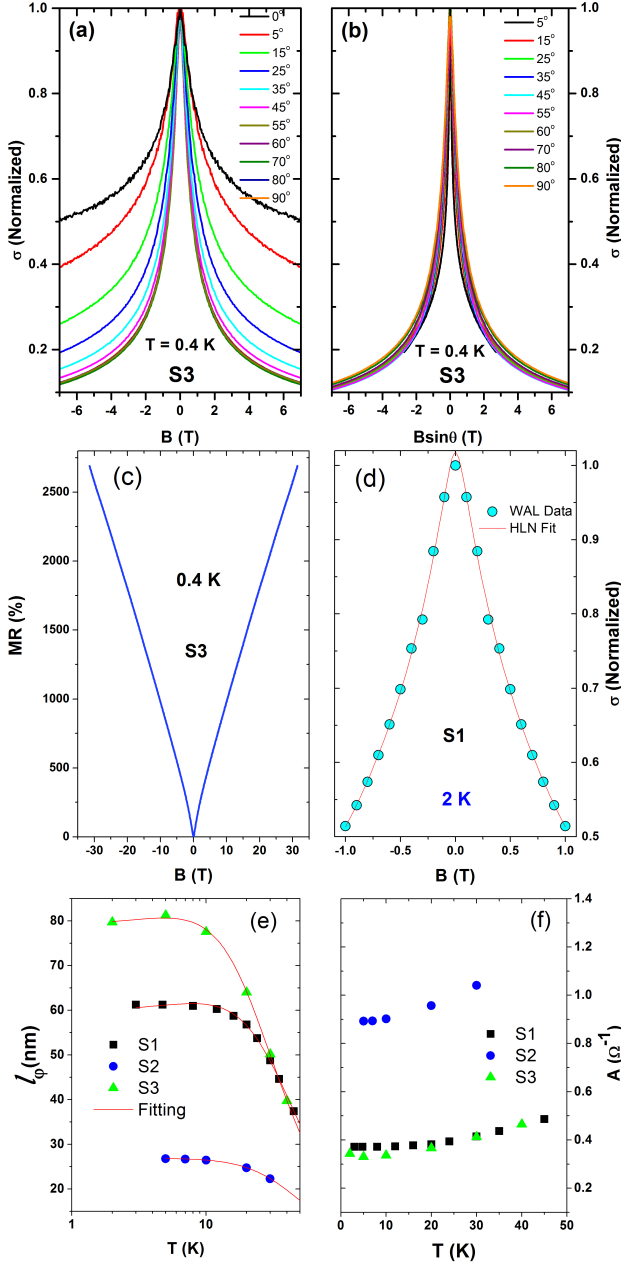 (a)
0°
5°
15°
25°
35°
45°
55°
60°
70°
80°
90°
T = 0.4 K
S3
1.0
0.8
0.6
0.4
0.2
σ (Normalized)
-6 -4 -2 0 2 4 6
B (T)
(b)
5°
15°
25°
35°
45°
55°
60°
70°
80°
90°
T = 0.4 K
S3
1.0
0.8
0.6
0.4
0.2
σ (Normalized)
-6 -4 -2 0 2 4 6
Bsinθ (T)
(c)
0.4 K
S3
2500
2000
1500
1000
500
0
MR (%)
-30 -20 -10 0 10 20 30
B (T)
(d)
WAL Data
HLN Fit
S1
2 K
1.0
0.9
0.8
0.7
0.6
0.5
σ (Normalized)
-1.0 -0.5 0.0 0.5 1.0
B (T)
(e)
S1
S2
S3
Fitting
90
80
70
60
50
40
30
20
lφ(nm)
1 10
T (K)
(f)
S1
S2
S3
1.4
1.2
1.0
0.8
0.6
0.4
0.2
A (Ω⁻¹)
0 10 20 30 40 50
T (K)